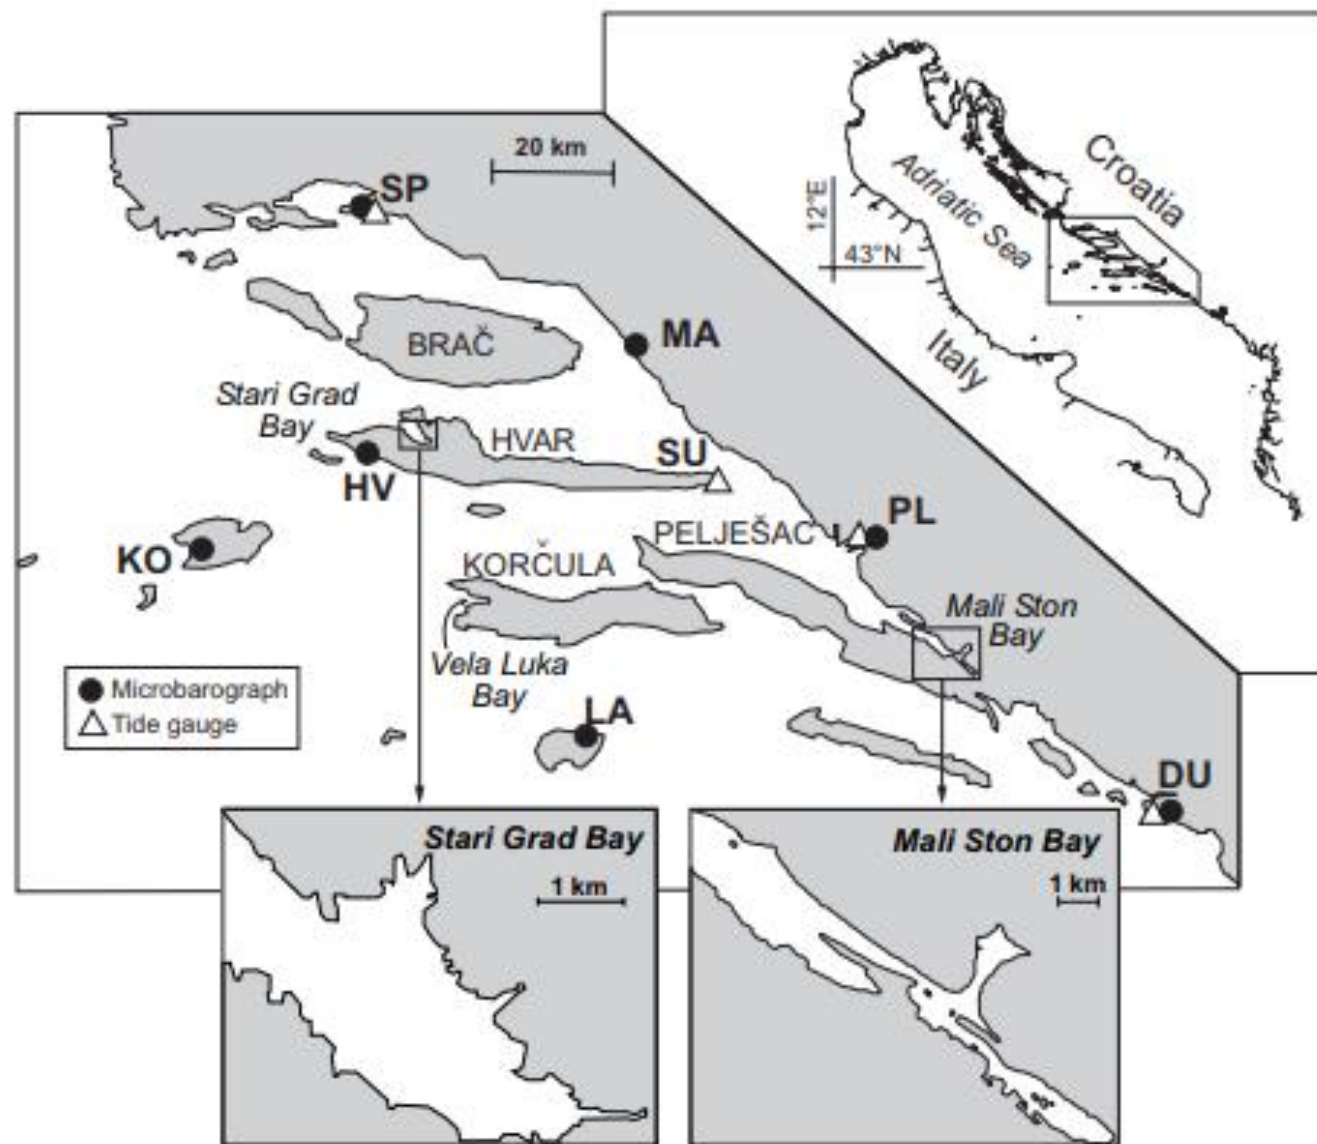 20 km
SP
Croatia
Adriatic Sea
12°E
43°N
Italy
MA
BRAČ
Stari Grad
Bay
HVAR
SU
HV
PL
PELJEŠAC
KO
KORČULA
Mali Ston
Bay
Vela Luka
Bay
Microbarograph
Tide gauge
LA
DU
Stari Grad Bay
1 km
Mali Ston Bay
1 km